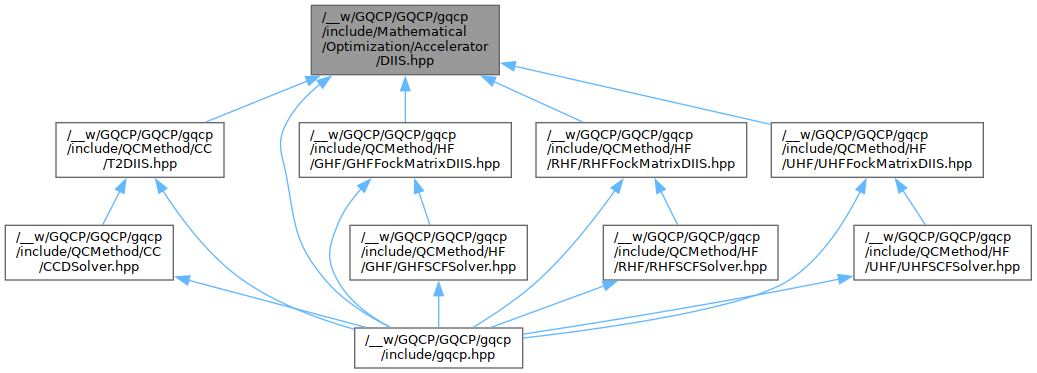 /__w/GQCP/GQCP/gqcp
/include/Mathematical
/Optimization/Accelerator
/DIIS.hpp
/__w/GQCP/GQCP/gqcp
/include/QCMethod/CC
/T2DIIS.hpp
/__w/GQCP/GQCP/gqcp
/include/QCMethod/HF
/GHF/GHFFockMatrixDIIS.hpp
/__w/GQCP/GQCP/gqcp
/include/QCMethod/HF
/RHF/RHFFockMatrixDIIS.hpp
/__w/GQCP/GQCP/gqcp
/include/QCMethod/HF
/UHF/UHFFockMatrixDIIS.hpp
/__w/GQCP/GQCP/gqcp
/include/QCMethod/CC
/CCDSolver.hpp
/__w/GQCP/GQCP/gqcp
/include/QCMethod/HF
/GHF/GHFSCFSolver.hpp
/__w/GQCP/GQCP/gqcp
/include/QCMethod/HF
/RHF/RHFSCFSolver.hpp
/__w/GQCP/GQCP/gqcp
/include/QCMethod/HF
/UHF/UHFSCFSolver.hpp
/__w/GQCP/GQCP/gqcp
/include/gqcp.hpp